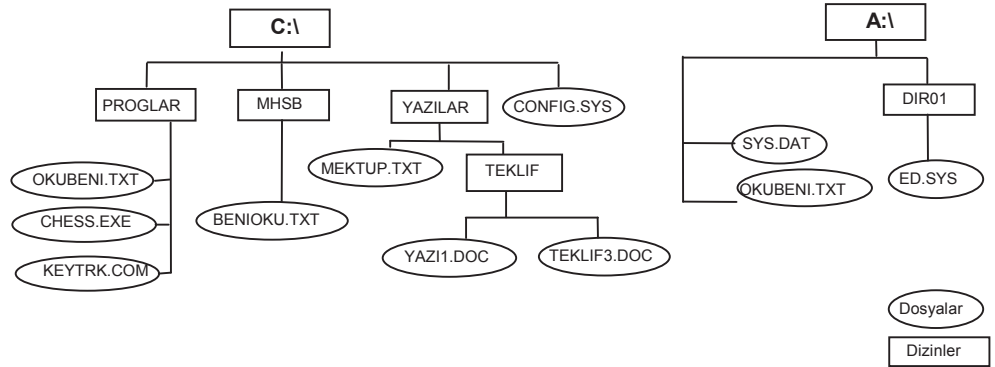 C:\
A:\
PROGLAR
MHSB
YAZILAR
CONFIG.SYS
DIR01
OKUBENI.TXT
CHESS.EXE
KEYTRK.COM
BENIOKU.TXT
MEKTUP.TXT
TEKLIF
YAZI1.DOC
TEKLIF3.DOC
SYS.DAT
OKUBENI.TXT
ED.SYS
Dosyalar
Dizinler